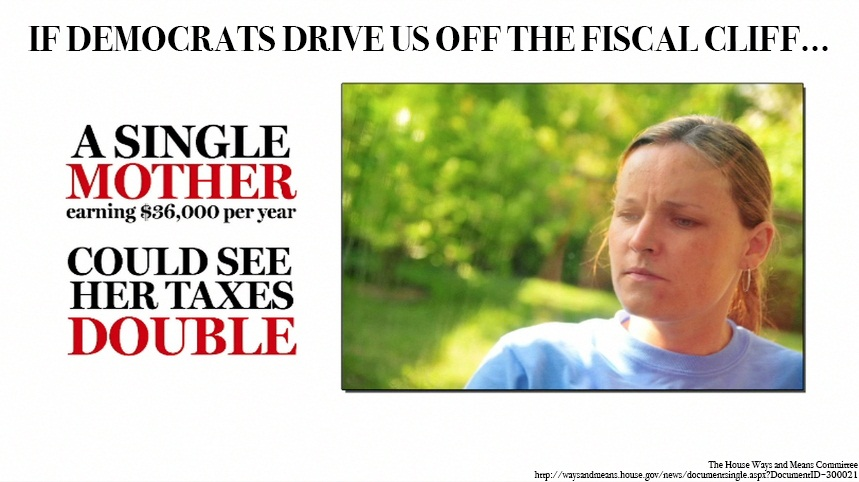 IF DEMOCRATS DRIVE US OFF THE FISCAL CLIFF...
A SINGLE
MOTHER
earning $36,000 per year
COULD SEE
HER TAXES
DOUBLE
The House Ways and Means Committee
http://waysandmeans.house.gov/news/documentsingle.aspx?DocumentID=300021